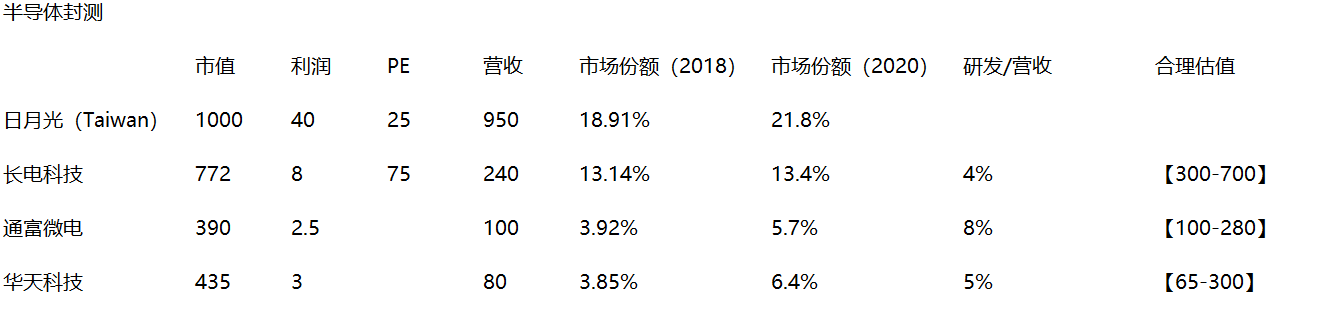 半导体封测
市值 利润 PE 营收 市场份额（2018） 市场份额（2020） 研发/营收 合理估值
日月光（Taiwan） 1000 40 25 950 18.91% 21.8%
长电科技 772 8 75 240 13.14% 13.4% 4% 【300-700】
通富微电 390 2.5 100 3.92% 5.7% 8% 【100-280】
华天科技 435 3 80 3.85% 6.4% 5% 【65-300】